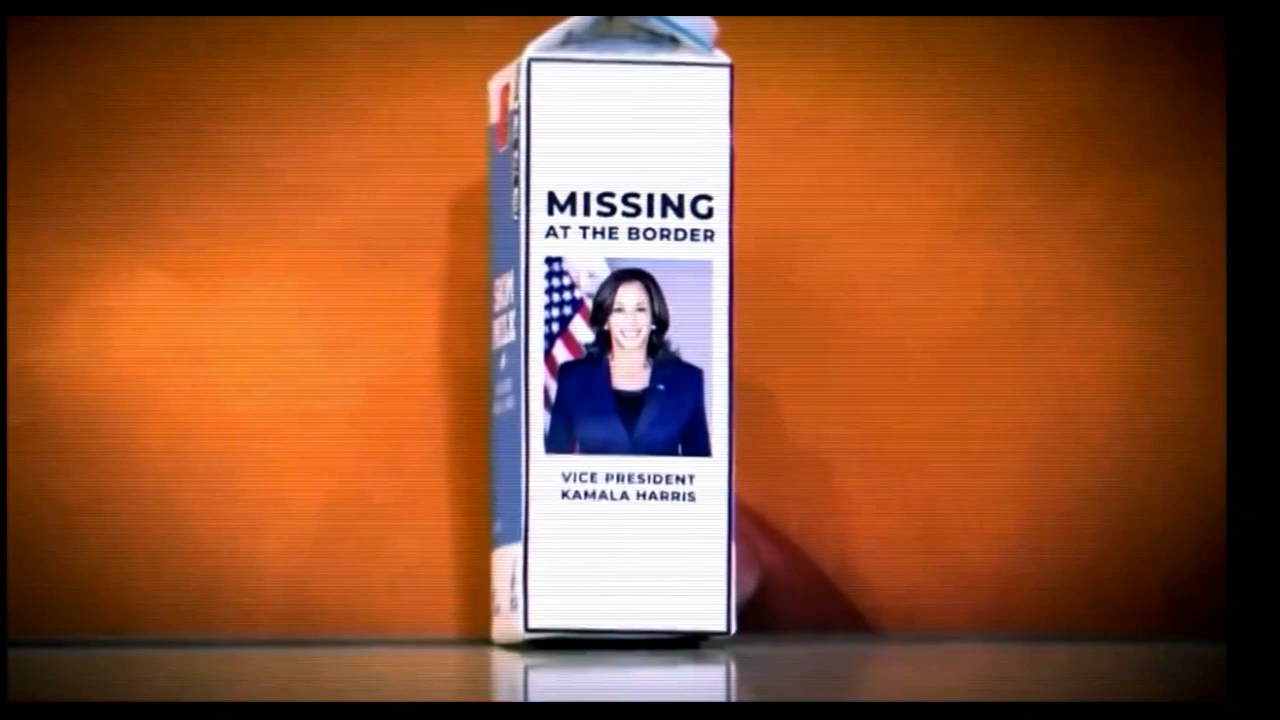 MISSING
AT THE BORDER
VICE PRESIDENT
KAMALA HARRIS